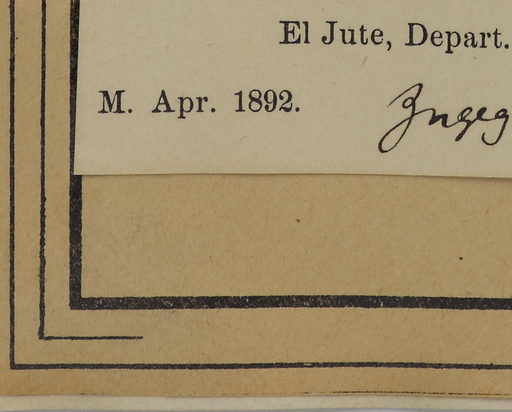 El Jute, Depart.
M. Apr. 1892.